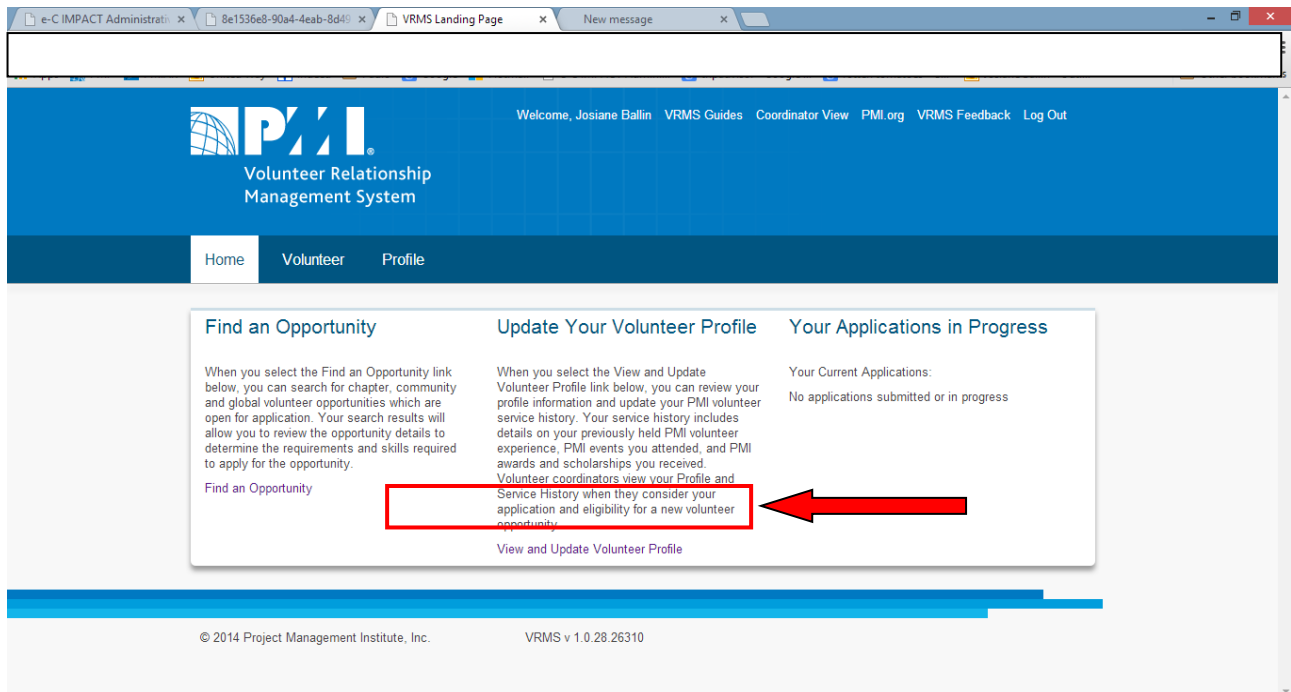 e-C IMPACT Administrativ
8e1536e8-90a4-4eab-8d49
VRMS Landing Page
New message
PMI
Welcome, Josiane Ballin VRMS Guides Coordinator View PMI.org VRMS Feedback Log Out
Volunteer Relationship
Management System
Home Volunteer Profile
Find an Opportunity
When you select the Find an Opportunity link
below, you can search for chapter, community
and global volunteer opportunities which are
open for application. Your search results will
allow you to review the opportunity details to
determine the requirements and skills required
to apply for the opportunity.
Find an Opportunity
Update Your Volunteer Profile
When you select the View and Update
Volunteer Profile link below, you can review your
profile information and update your PMI volunteer
service history. Your service history includes
details on your previously held PMI volunteer
experience, PMI events you attended, and PMI
awards and scholarships you received.
Volunteer coordinators view your Profile and
Service History when they consider your
application and eligibility for a new volunteer
opportunity.
View and Update Volunteer Profile
Your Applications in Progress
Your Current Applications:
No applications submitted or in progress
© 2014 Project Management Institute, Inc. VRMS v 1.0.28.26310